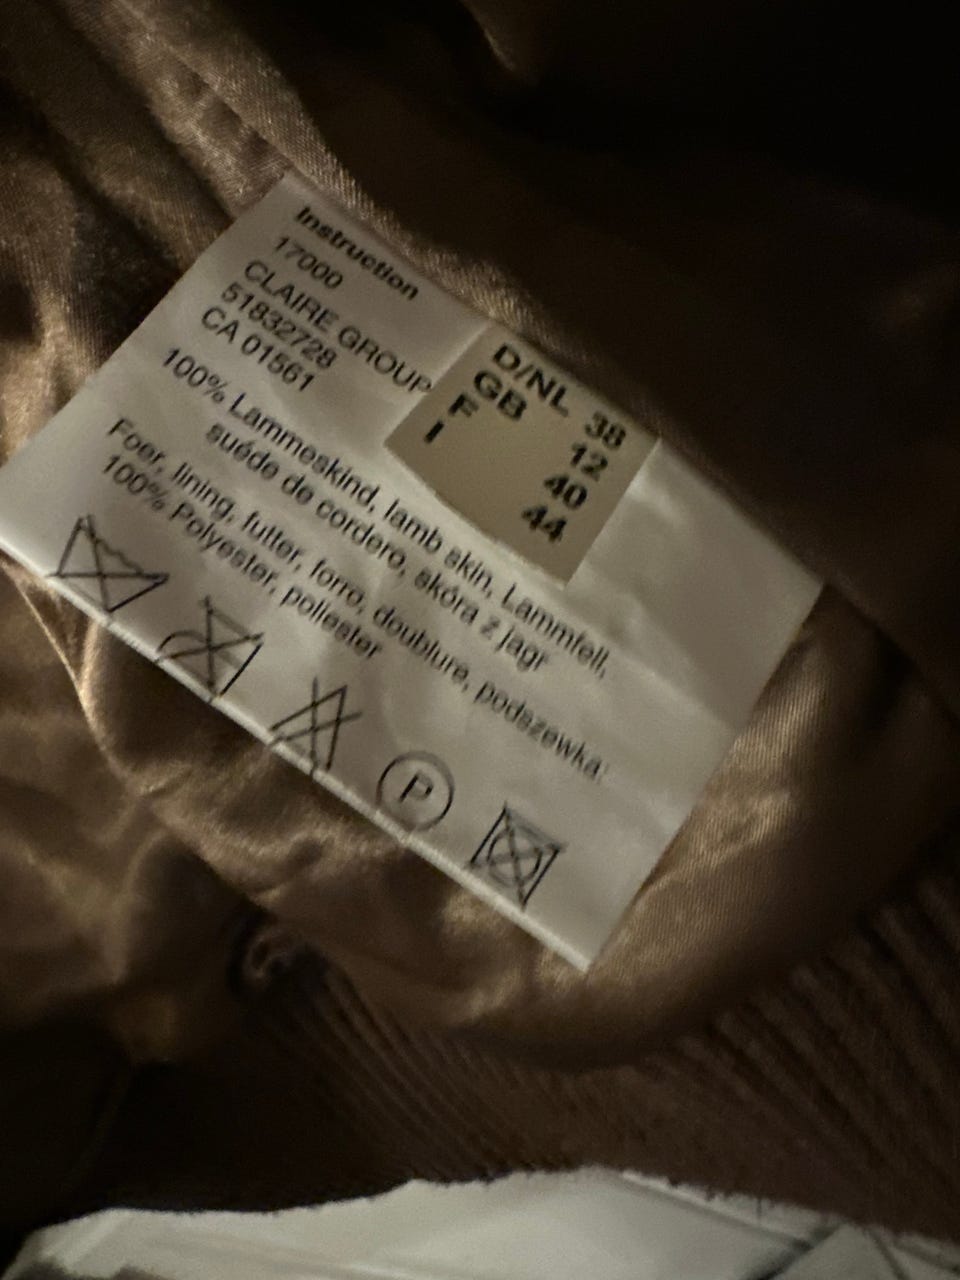 Instruction
17000
CLAIRE GROUP
51832728
CA 01561
D/NL 38
GB 12
F 40
I 44
100% Lammeskind, lamb skin, Lammfell,
suéde de cordero, skóra z jagr
Foer, lining, futter, forro, doublure, podszewka:
100% Polyester, poliester
P